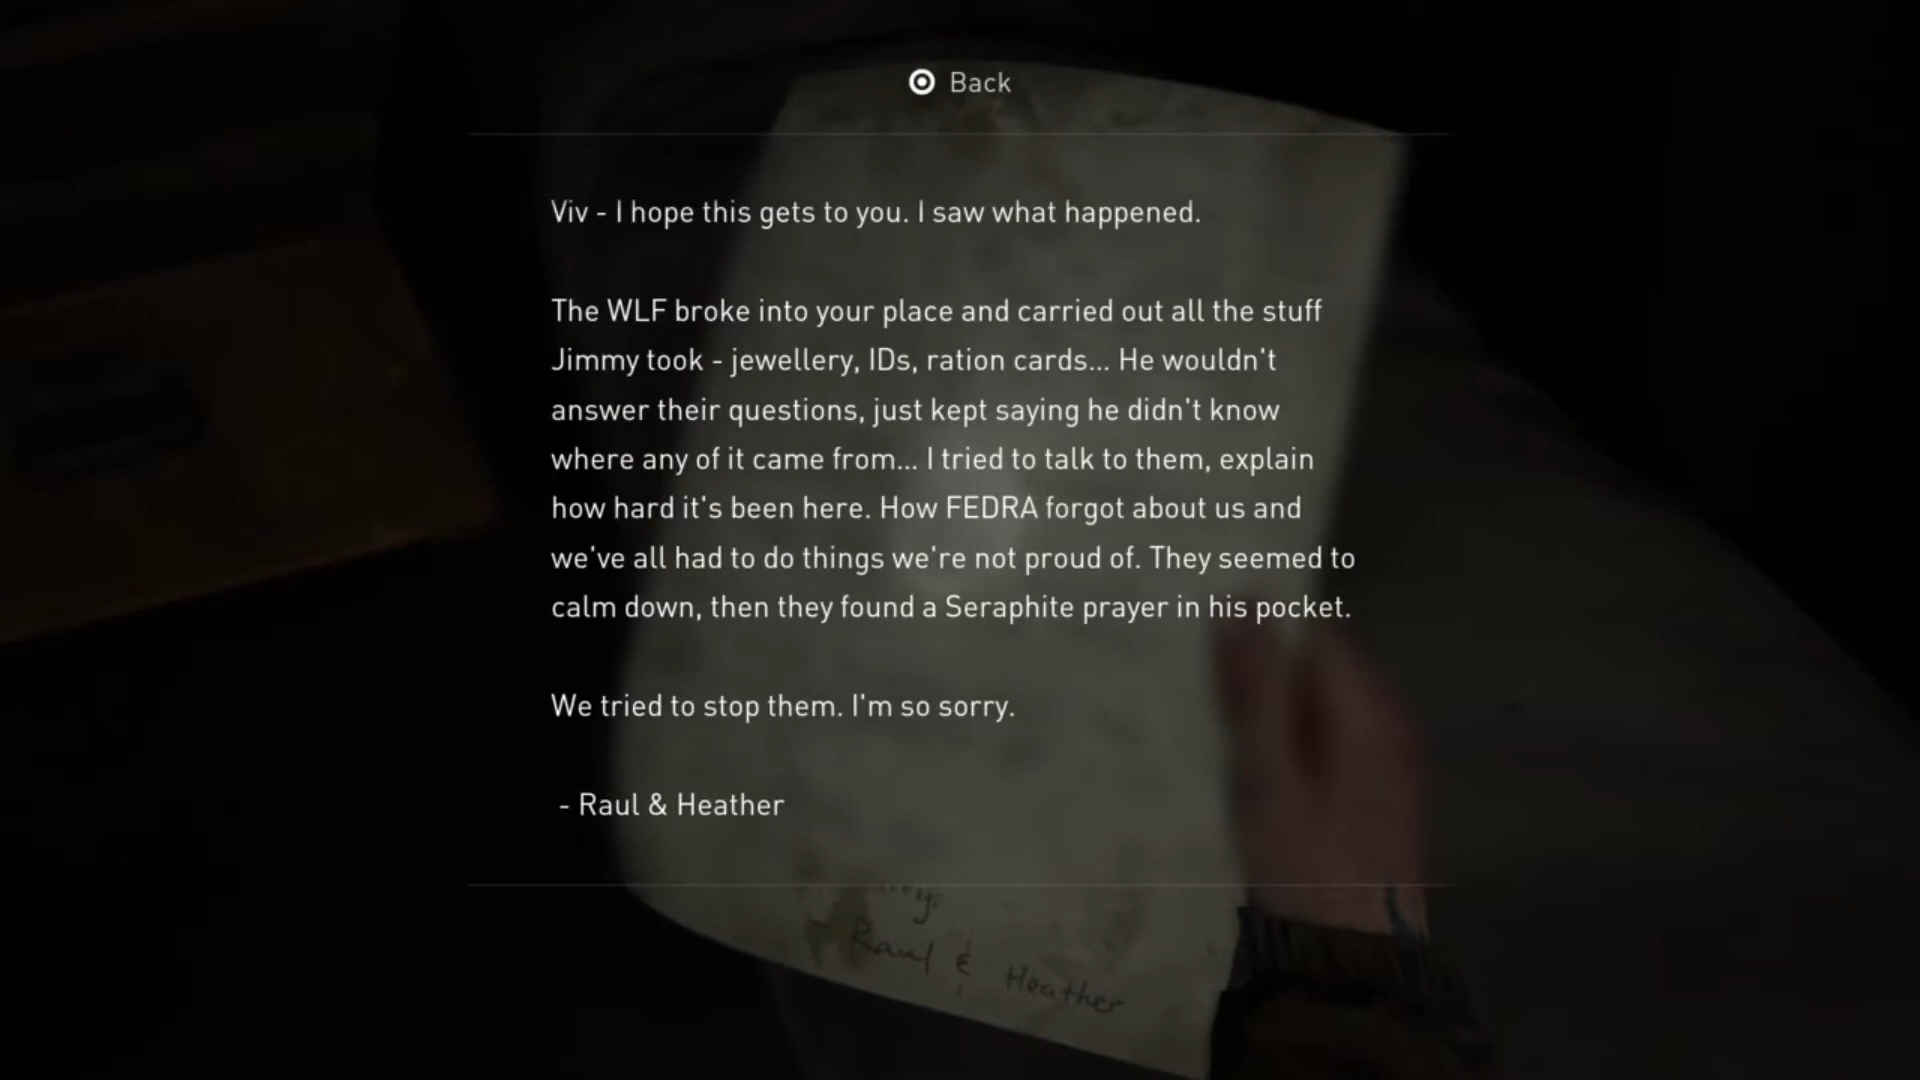 Back
Viv - I hope this gets to you. I saw what happened.
The WLF broke into your place and carried out all the stuff
Jimmy took - jewellery, IDs, ration cards... He wouldn't
answer their questions, just kept saying he didn't know
where any of it came from... I tried to talk to them, explain
how hard it's been here. How FEDRA forgot about us and
we've all had to do things we're not proud of. They seemed to
calm down, then they found a Seraphite prayer in his pocket.
We tried to stop them. I'm so sorry.
- Raul & Heather
- Raul & Heather